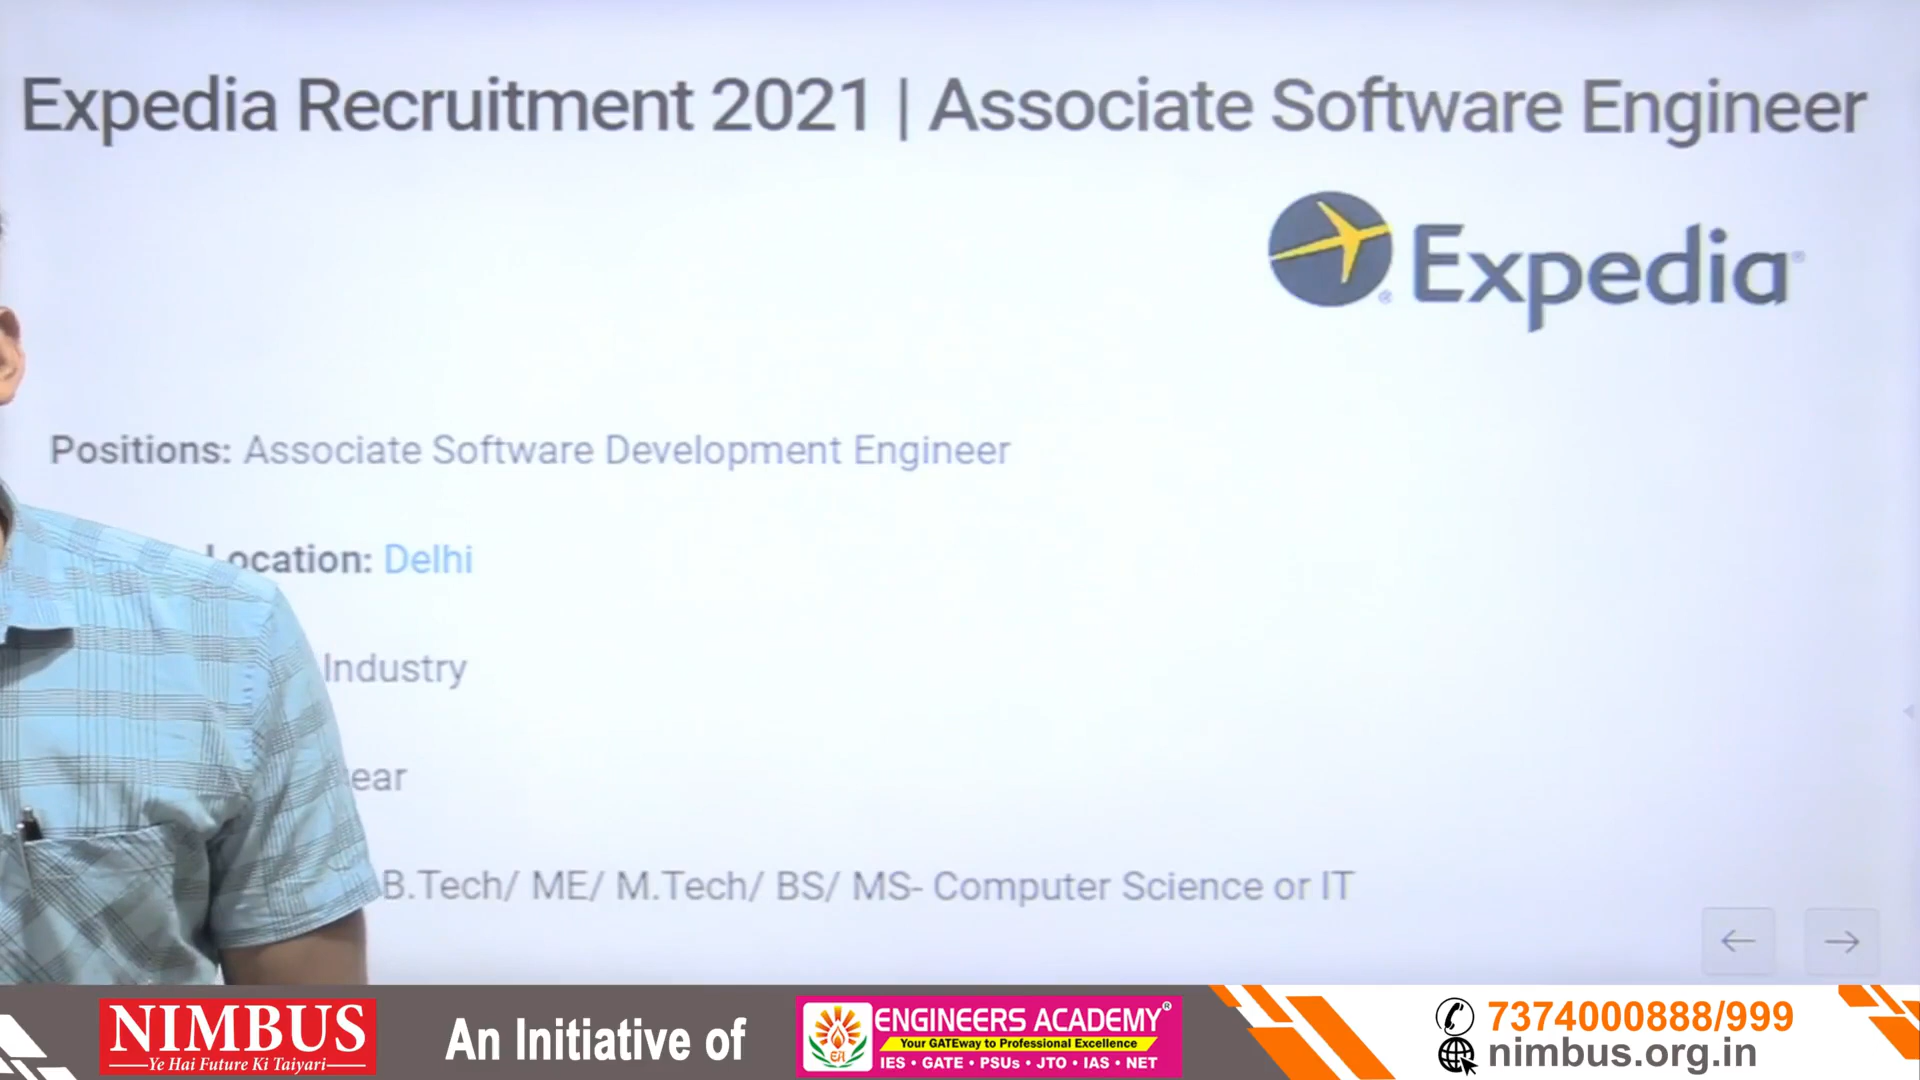 Expedia Recruitment 2021 | Associate Software Engineer
Expedia®
Positions: Associate Software Development Engineer
Location: Delhi
Industry
ear
B.Tech/ ME/ M.Tech/ BS/ MS- Computer Science or IT
NIMBUS
Ye Hai Future Ki Taiyari
An Initiative of
ENGINEERS ACADEMY®
Your GATEway to Professional Excellence
EA
IES • GATE • PSUs • JTO • IAS • NET
7374000888/999
nimbus.org.in